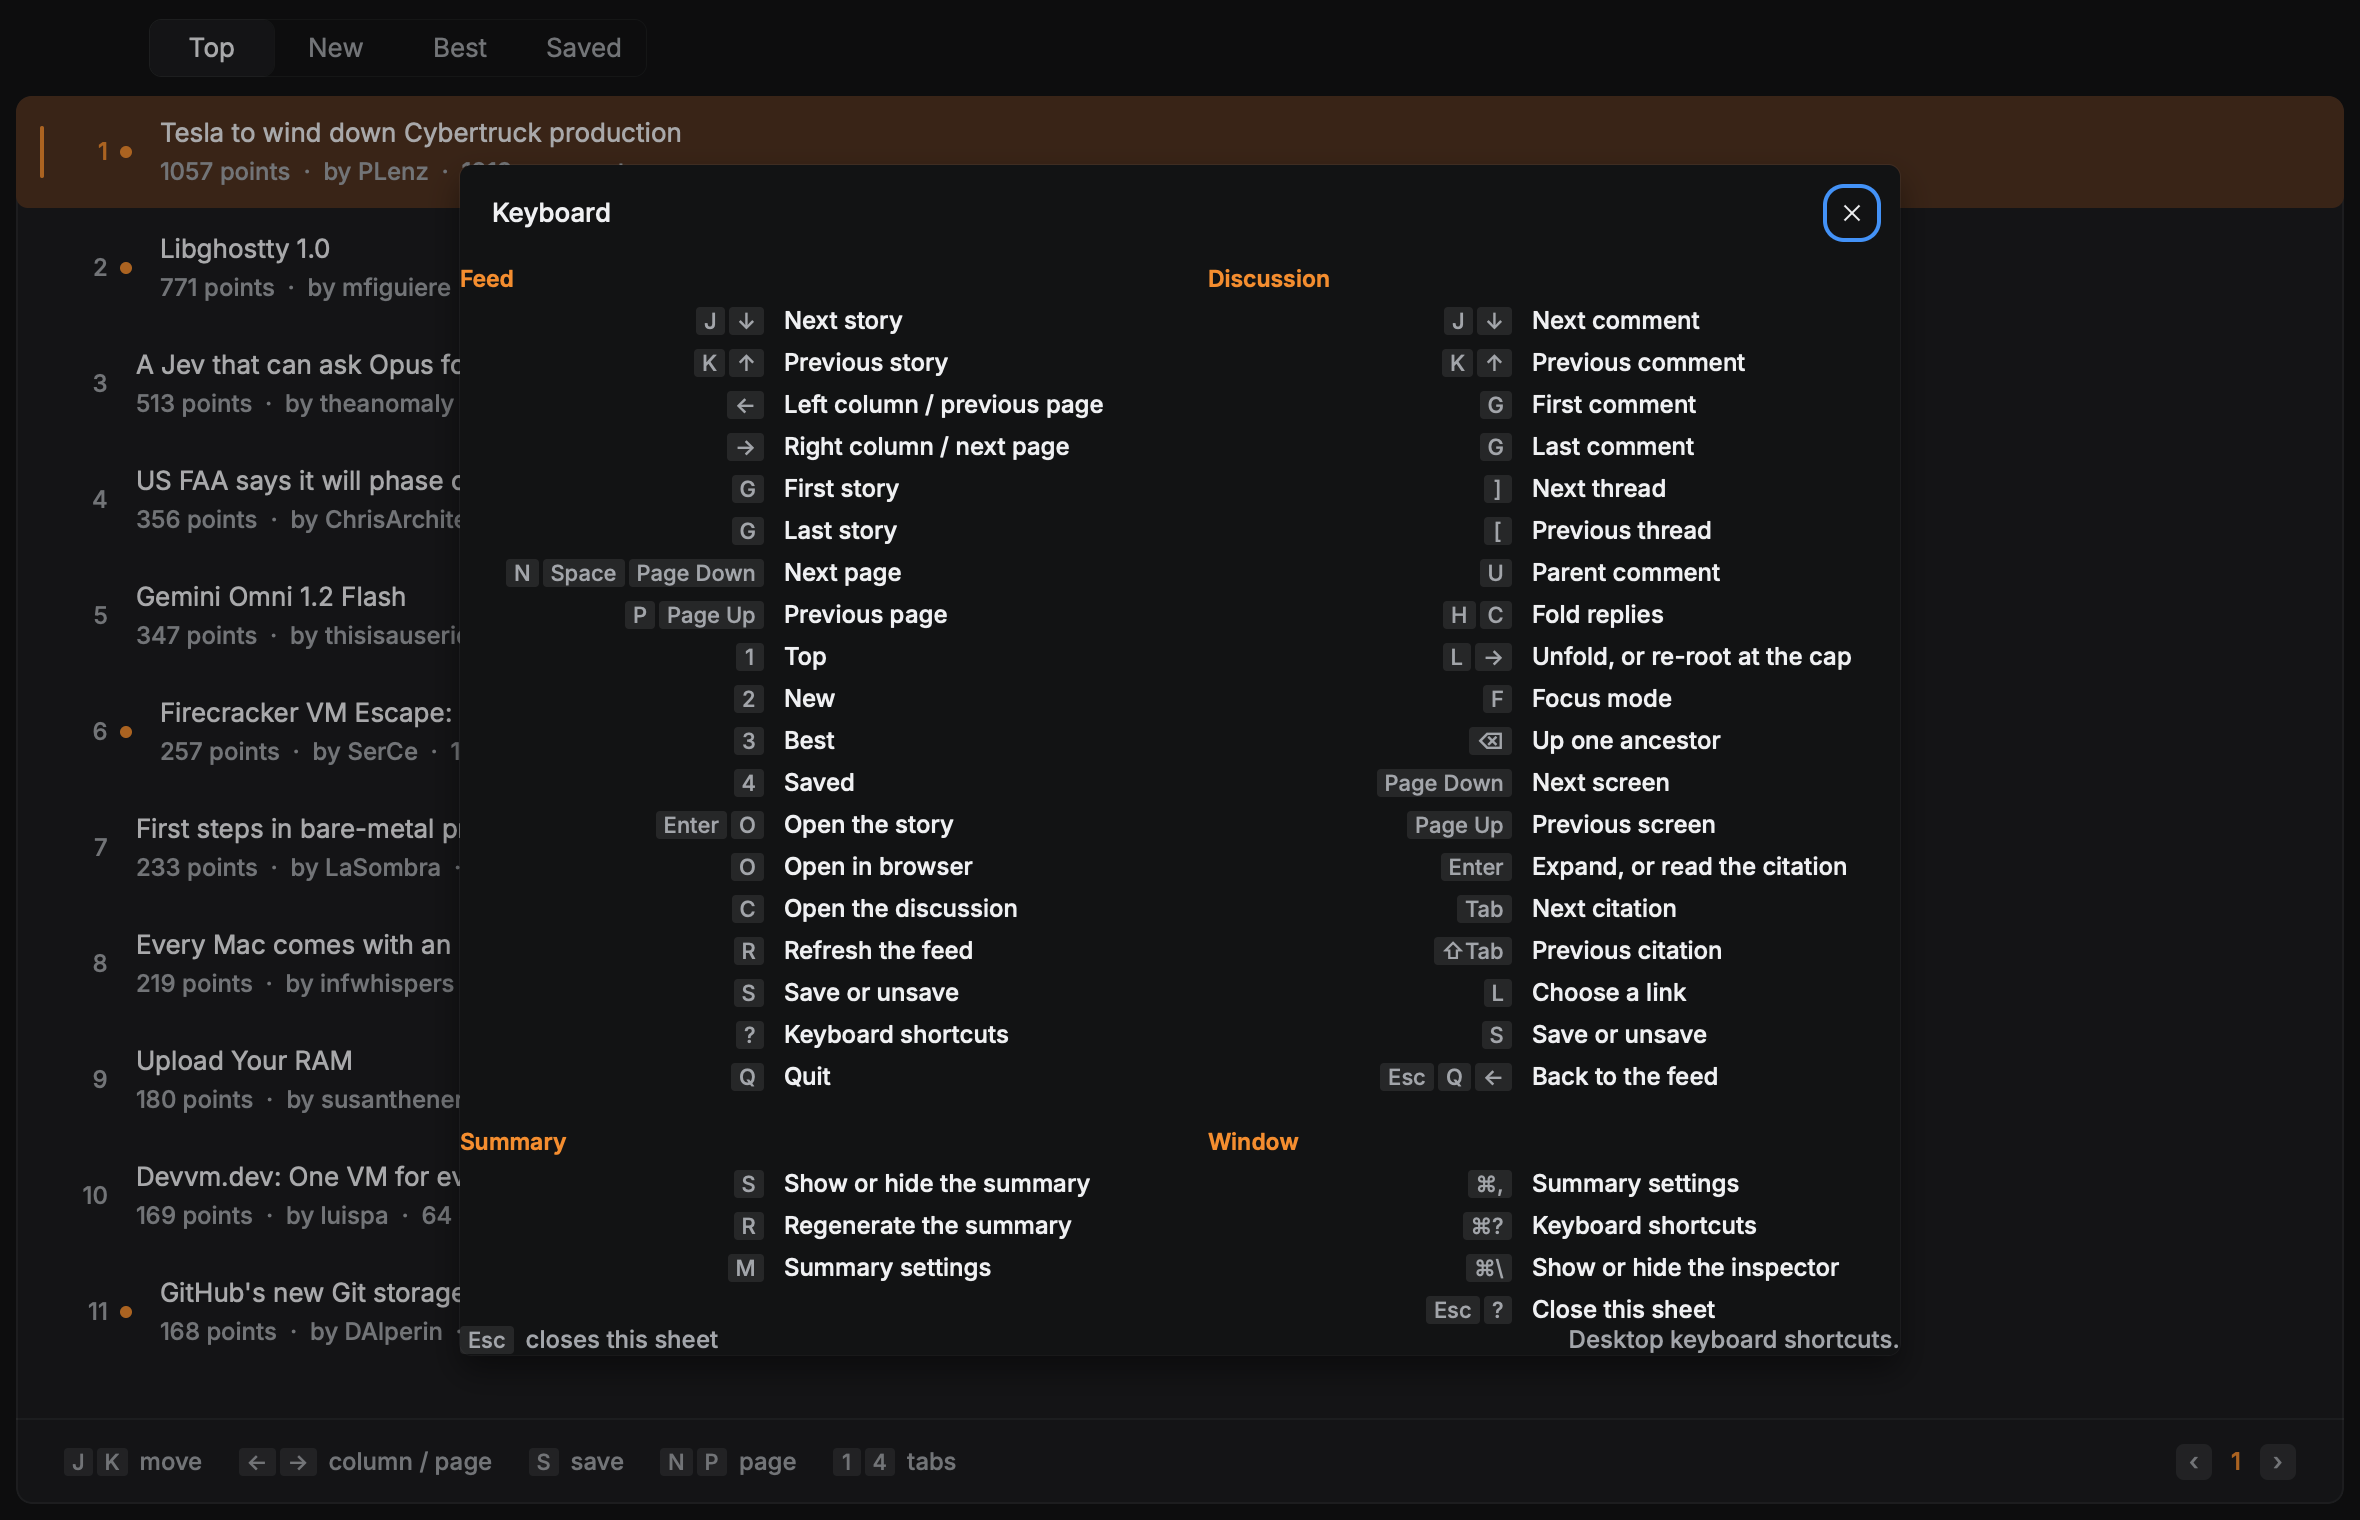 Top New Best Saved
1 Tesla to wind down Cybertruck production
1057 points · by PLenz ·
Keyboard
2 Libghostty 1.0
771 points · by mfiguiere
3 A Jev that can ask Opus fo
513 points · by theanomaly
4 US FAA says it will phase
356 points · by ChrisArchite
5 Gemini Omni 1.2 Flash
347 points · by thisisauseri
6 Firecracker VM Escape:
257 points · by SerCe · 1
7 First steps in bare-metal p
233 points · by LaSombra ·
8 Every Mac comes with an
219 points · by infwhispers
9 Upload Your RAM
180 points · by susanthenen
10 Devvm.dev: One VM for ev
169 points · by luispa · 64
11 GitHub's new Git storage
168 points · by DAlperin ·
Feed
J ↓ Next story
K ↑ Previous story
← Left column / previous page
→ Right column / next page
G First story
G Last story
N Space Page Down Next page
P Page Up Previous page
1 Top
2 New
3 Best
4 Saved
Enter O Open the story
O Open in browser
C Open the discussion
R Refresh the feed
S Save or unsave
? Keyboard shortcuts
Q Quit
Discussion
J ↓ Next comment
K ↑ Previous comment
G First comment
G Last comment
] Next thread
[ Previous thread
U Parent comment
H C Fold replies
L → Unfold, or re-root at the cap
F Focus mode
⌫ Up one ancestor
Page Down Next screen
Page Up Previous screen
Enter Expand, or read the citation
Tab Next citation
⇧Tab Previous citation
L Choose a link
S Save or unsave
Esc Q ← Back to the feed
Summary
S Show or hide the summary
R Regenerate the summary
M Summary settings
Window
⌘, Summary settings
⌘? Keyboard shortcuts
⌘\ Show or hide the inspector
Esc ? Close this sheet
Esc closes this sheet
Desktop keyboard shortcuts.
J K move ← → column / page S save N P page 1 4 tabs
‹ 1 ›